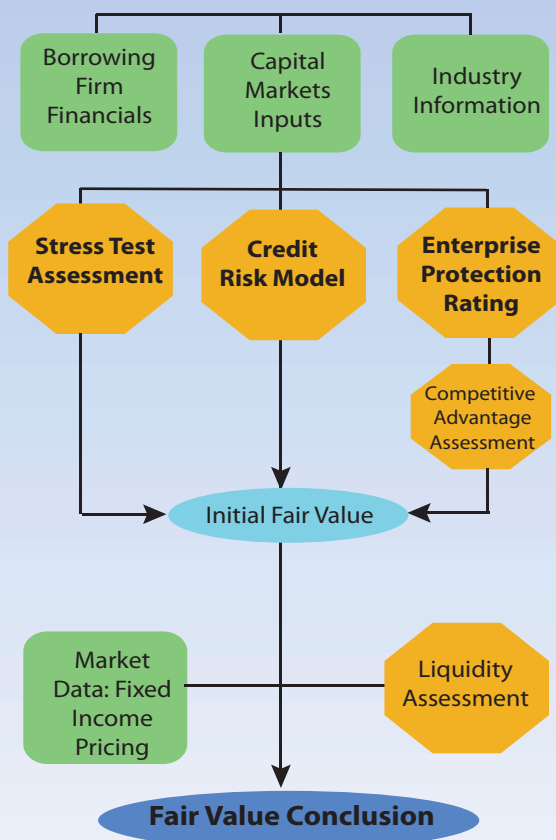 Borrowing
Firm
Financials
Capital
Markets
Inputs
Industry
Information
Stress Test
Assessment
Credit
Risk Model
Enterprise
Protection
Rating
Competitive
Advantage
Assessment
Initial Fair Value
Market
Data: Fixed
Income
Pricing
Liquidity
Assessment
Fair Value Conclusion